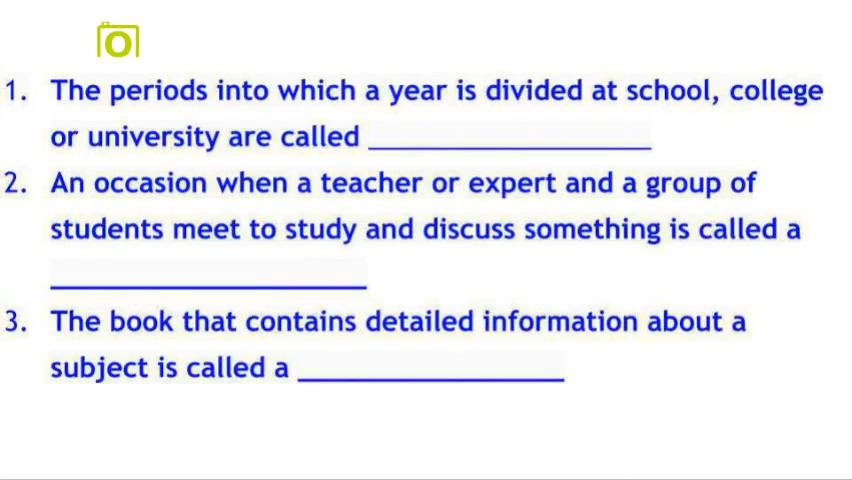 1. The periods into which a year is divided at school, college
or university are called ____________________
2. An occasion when a teacher or expert and a group of
students meet to study and discuss something is called a
______________________
3. The book that contains detailed information about a
subject is called a ___________________